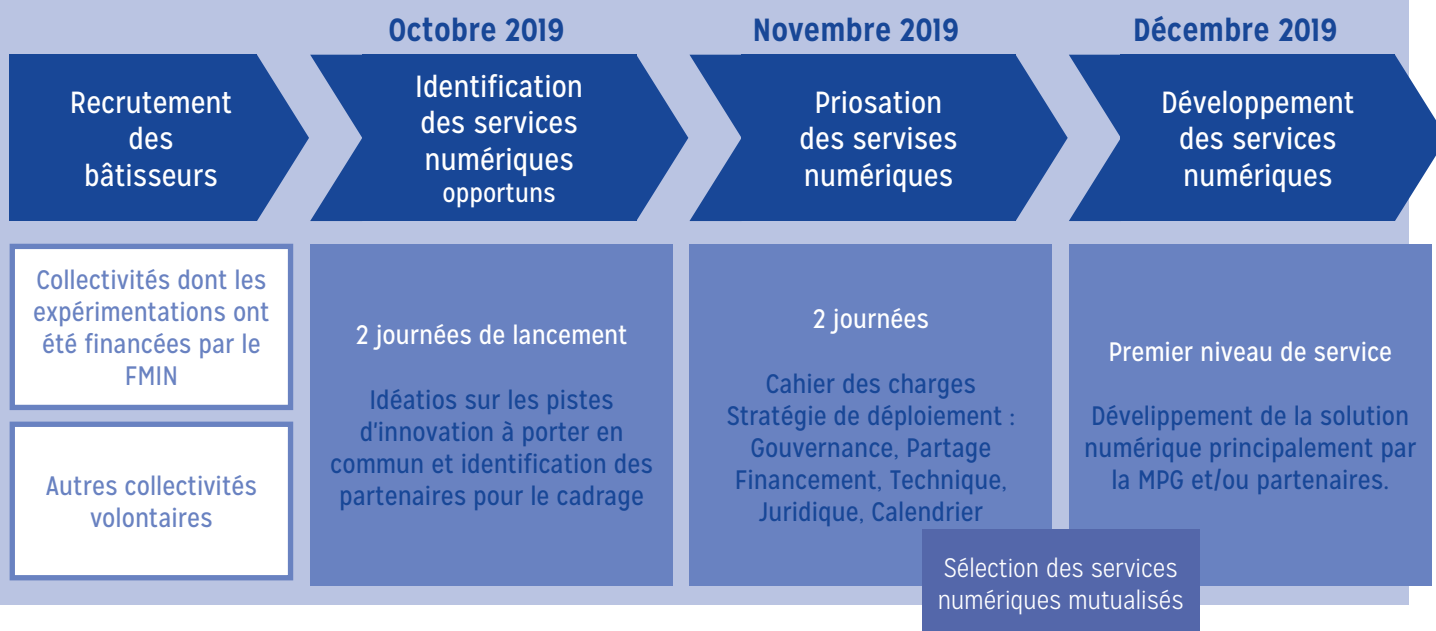 Octobre 2019
Novembre 2019
Décembre 2019
Recrutement
des
bâtisseurs
Identification
des services
numériques
opportuns
Priosation
des servises
numériques
Développement
des services
numériques
Collectivités dont les
expérimentations ont
été financées par le
FMIN
Autres collectivités
volontaires
2 journées de lancement
Idéatios sur les pistes
d'innovation à porter en
commun et identification des
partenaires pour le cadrage
2 journées
Cahier des charges
Stratégie de déploiement :
Gouvernance, Partage
Financement, Technique,
Juridique, Calendrier
Premier niveau de service
Dévelippement de la solution
numérique principalement par
la MPG et/ou partenaires.
Sélection des services
numériques mutualisés